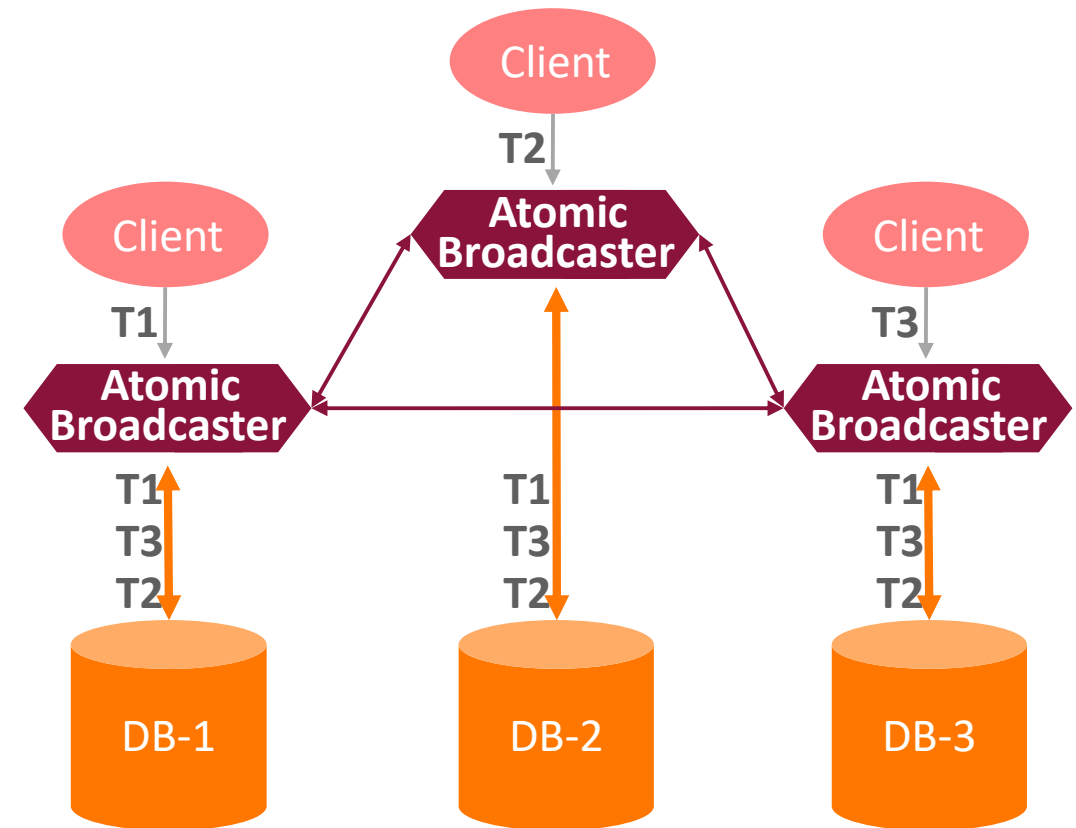 Client
T2
Atomic
Broadcaster
Client
T1
Atomic
Broadcaster
Client
T3
Atomic
Broadcaster
T1
T3
T2
T1
T3
T2
T1
T3
T2
DB-1
DB-2
DB-3